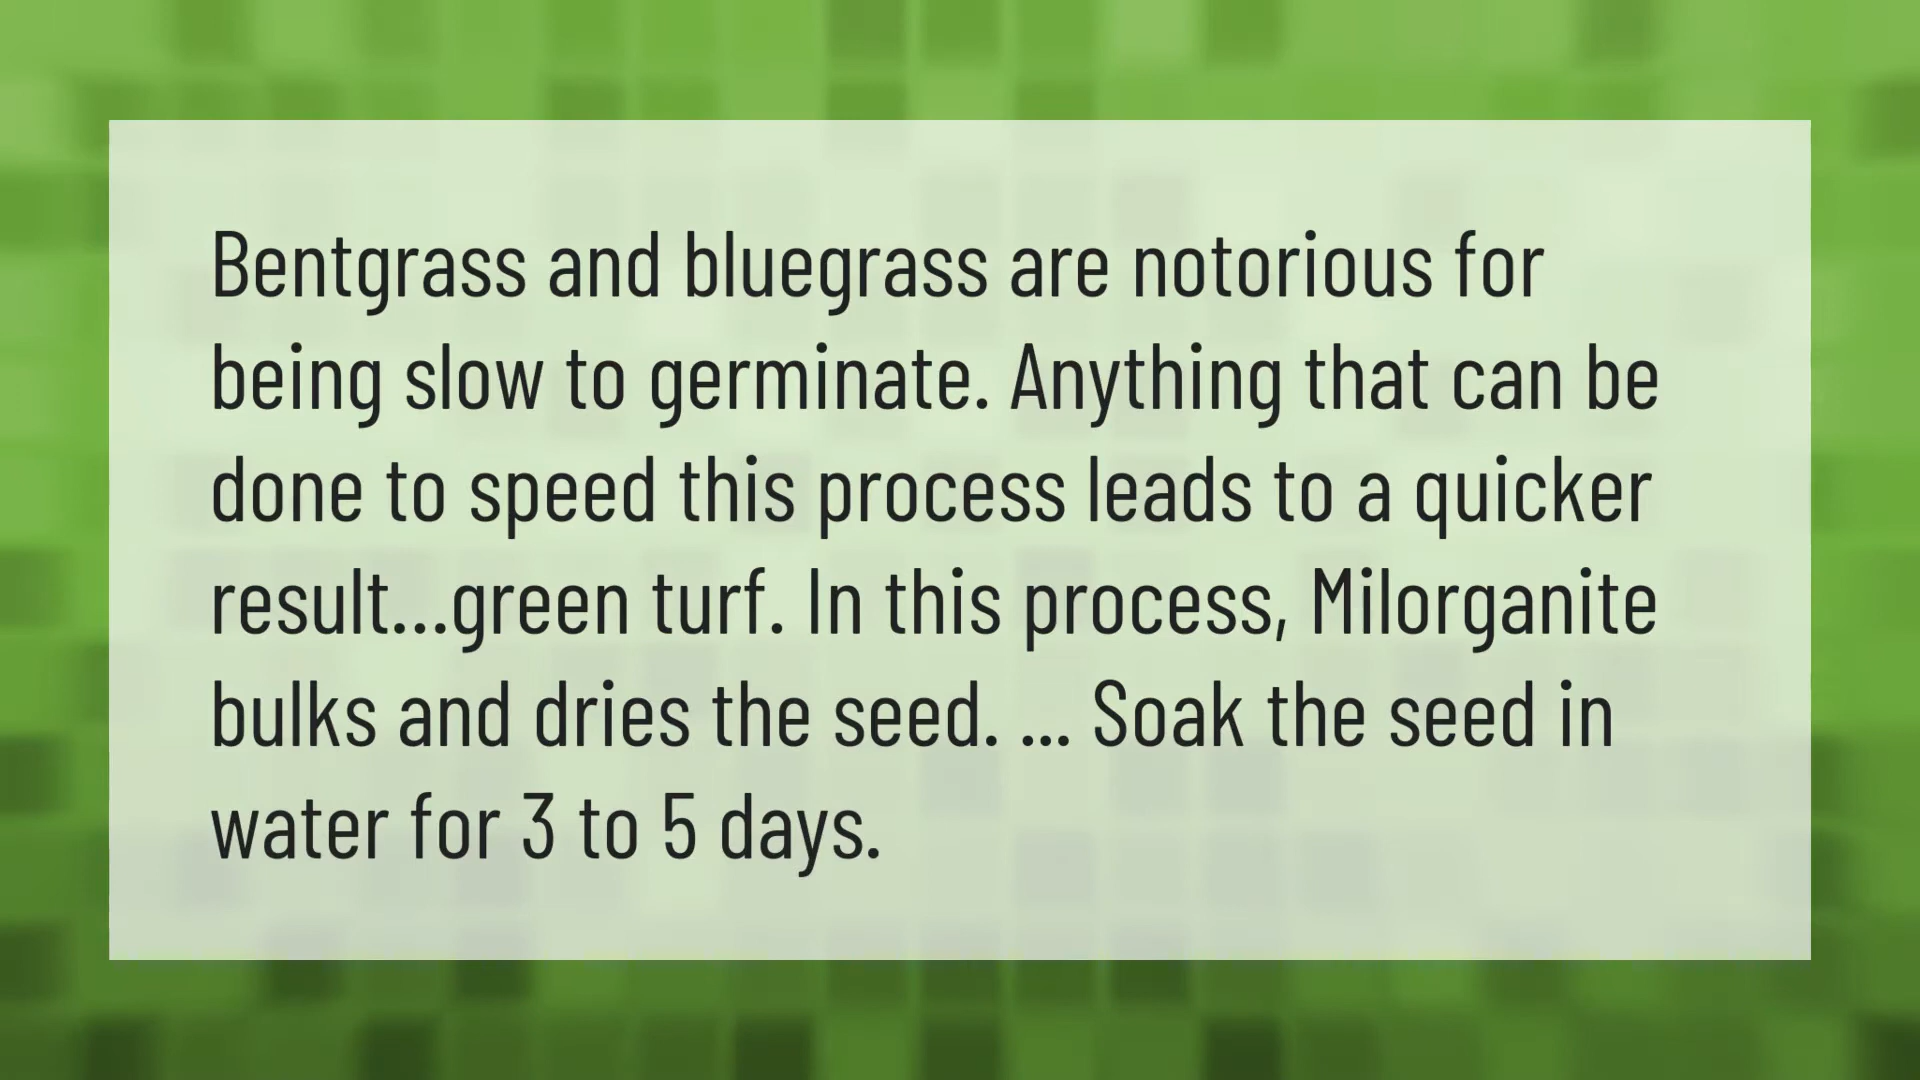 Bentgrass and bluegrass are notorious for
being slow to germinate. Anything that can be
done to speed this process leads to a quicker
result...green turf. In this process, Milorganite
bulks and dries the seed. ... Soak the seed in
water for 3 to 5 days.